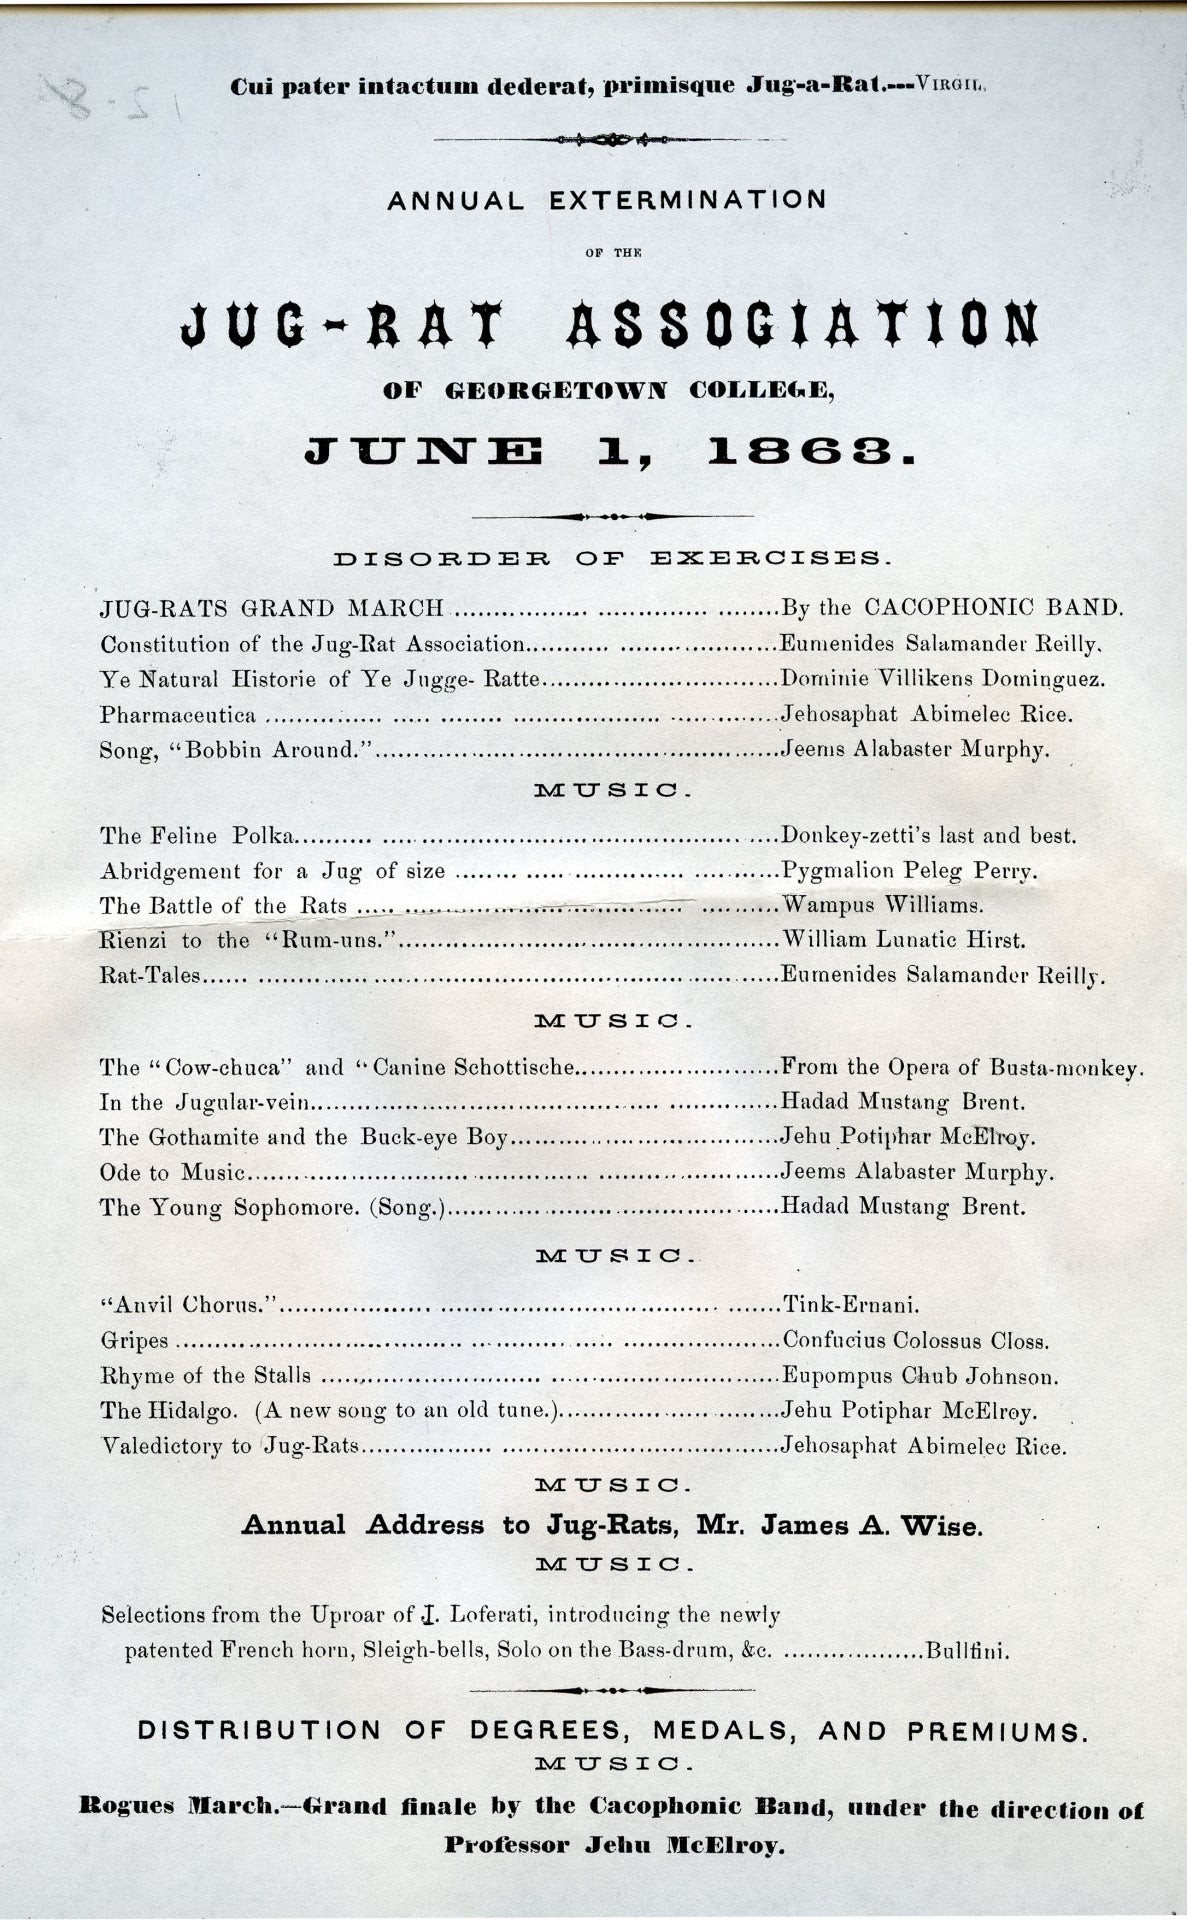 Cui pater intactum dederat, primisque Jug-a-Rat.---VIRGIL.
ANNUAL EXTERMINATION
OF THE
JUG-RAT ASSOCIATION
OF GEORGETOWN COLLEGE,
JUNE 1, 1863.
DISORDER OF EXERCISES.
JUG-RATS GRAND MARCH ........ By the CACOPHONIC BAND.
Constitution of the Jug-Rat Association........ Eumenides Salamander Reilly.
Ye Natural Historie of Ye Jugge- Ratte........ Dominie Villikens Dominguez.
Pharmaceutica ........ Jehosaphat Abimelec Rice.
Song, “Bobbin Around.”........ Jeems Alabaster Murphy.
MUSIC.
The Feline Polka........ Donkey-zetti's last and best.
Abridgement for a Jug of size ........ Pygmalion Peleg Perry.
The Battle of the Rats ........ Wampus Williams.
Rienzi to the “Rum-uns.”........ William Lunatic Hirst.
Rat-Tales........ Eumenides Salamander Reilly.
MUSIC.
The “Cow-chuca” and “Canine Schottische........ From the Opera of Busta-monkey.
In the Jugular-vein........ Hadad Mustang Brent.
The Gothamite and the Buck-eye Boy........ Jehu Potiphar McElroy.
Ode to Music........ Jeems Alabaster Murphy.
The Young Sophomore. (Song.)........ Hadad Mustang Brent.
MUSIC.
“Anvil Chorus.”........ Tink-Ernani.
Gripes ........ Confucius Colossus Closs.
Rhyme of the Stalls ........ Eupompus Chub Johnson.
The Hidalgo. (A new song to an old tune.)........ Jehu Potiphar McElroy.
Valedictory to Jug-Rats........ Jehosaphat Abimelec Rice.
MUSIC.
Annual Address to Jug-Rats, Mr. James A. Wise.
MUSIC.
Selections from the Uproar of I. Loferati, introducing the newly
patented French horn, Sleigh-bells, Solo on the Bass-drum, &c. ........ Bullfini.
DISTRIBUTION OF DEGREES, MEDALS, AND PREMIUMS.
MUSIC.
Rogues March.—Grand finale by the Cacophonic Band, under the direction of
Professor Jehu McElroy.